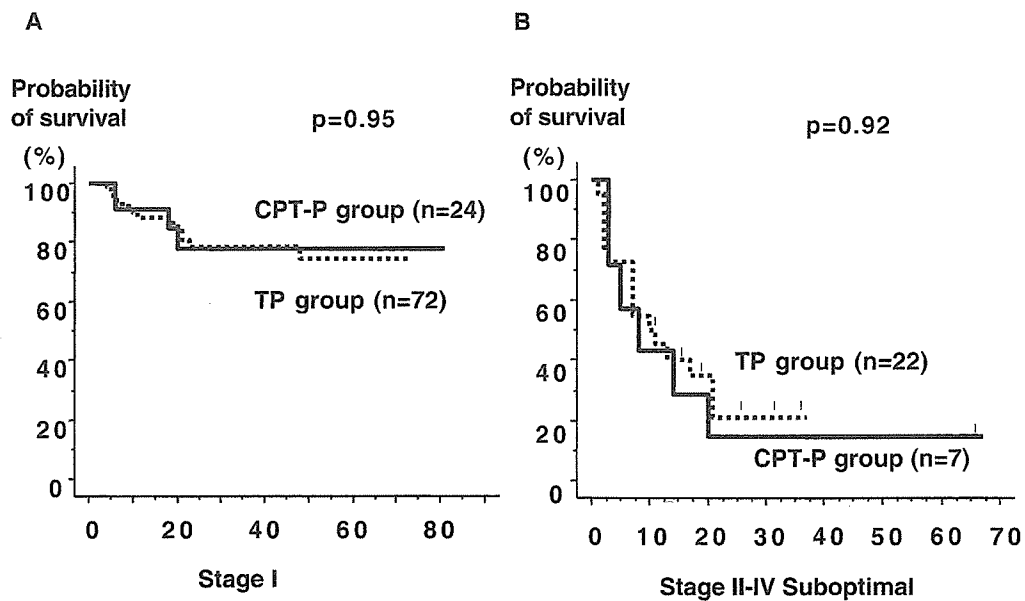 A
Probability
of survival
(%)
p=0.95
100
80
60
40
20
0
CPT-P group (n=24)
TP group (n=72)
0 20 40 60 80
Stage I
B
Probability
of survival
(%)
p=0.92
100
80
60
40
20
0
TP group (n=22)
CPT-P group (n=7)
0 10 20 30 40 50 60 70
Stage II-IV Suboptimal